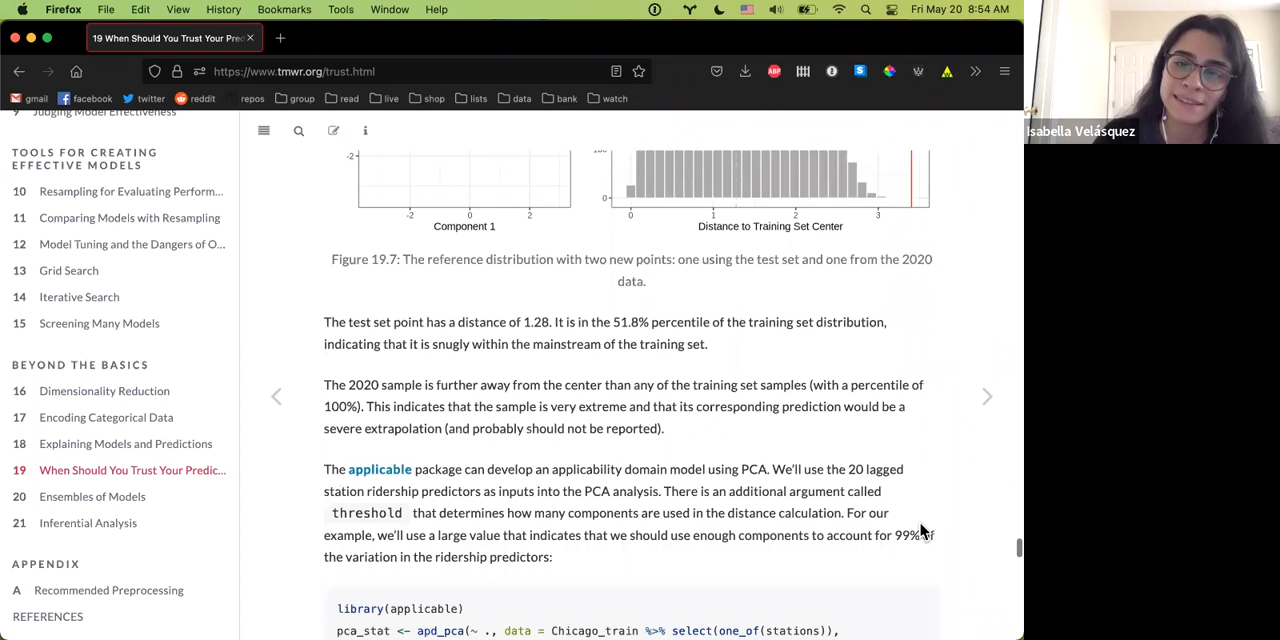 Firefox File Edit View History Bookmarks Tools Window Help Fri May 20 8:54 AM
19 When Should You Trust Your Pred
https://www.tmwr.org/trust.html
gmail facebook twitter reddit repos group read live shop lists data bank watch
Isabella Velásquez
9 Judging Model Effectiveness
TOOLS FOR CREATING
EFFECTIVE MODELS
10 Resampling for Evaluating Perform...
11 Comparing Models with Resampling
12 Model Tuning and the Dangers of O...
13 Grid Search
14 Iterative Search
15 Screening Many Models
BEYOND THE BASICS
16 Dimensionality Reduction
17 Encoding Categorical Data
18 Explaining Models and Predictions
19 When Should You Trust Your Predic...
20 Ensembles of Models
21 Inferential Analysis
APPENDIX
A Recommended Preprocessing
REFERENCES
-2
0
-2 0 2 0 1 2 3
Component 1 Distance to Training Set Center
Figure 19.7: The reference distribution with two new points: one using the test set and one from the 2020
data.
The test set point has a distance of 1.28. It is in the 51.8% percentile of the training set distribution,
indicating that it is snugly within the mainstream of the training set.
The 2020 sample is further away from the center than any of the training set samples (with a percentile of
100%). This indicates that the sample is very extreme and that its corresponding prediction would be a
severe extrapolation (and probably should not be reported).
The applicable package can develop an applicability domain model using PCA. We'll use the 20 lagged
station ridership predictors as inputs into the PCA analysis. There is an additional argument called
threshold that determines how many components are used in the distance calculation. For our
example, we'll use a large value that indicates that we should use enough components to account for 99% of
the variation in the ridership predictors:
library(applicable)
pca_stat <- apd_pca(~ ., data = Chicago_train %>% select(one_of(stations)),